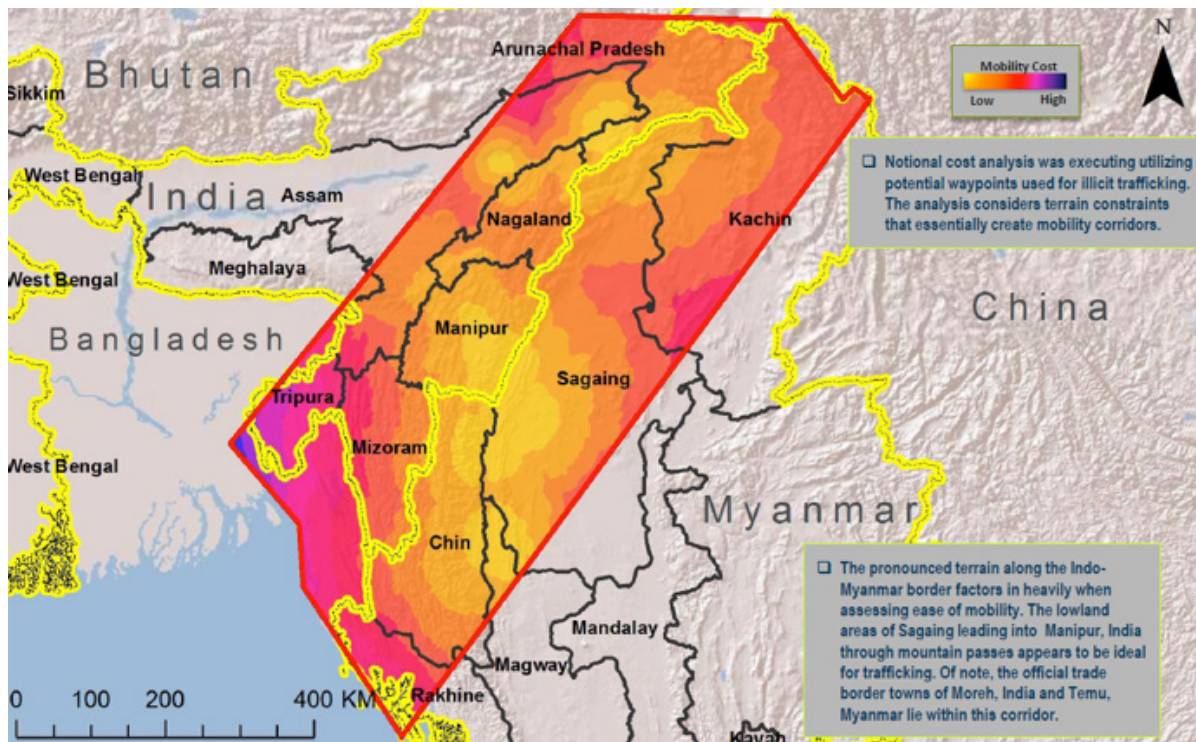 Arunachal Pradesh
N
Bhutan
Mobility Cost
Low High
Sikkim
West Bengal
India
Assam
❑ Notional cost analysis was executing utilizing
potential waypoints used for illicit trafficking.
The analysis considers terrain constraints
that essentially create mobility corridors.
Nagaland
Kachin
Meghalaya
West Bengal
China
Bangladesh
Manipur
Sagaing
Tripura
Mizoram
West Bengal
Myanmar
Chin
❑ The pronounced terrain along the Indo-
Myanmar border factors in heavily when
assessing ease of mobility. The lowland
areas of Sagaing leading into Manipur, India
through mountain passes appears to be ideal
for trafficking. Of note, the official trade
border towns of Moreh, India and Temu,
Myanmar lie within this corridor.
Mandalay
Magway
Rakhine
0 100 200 400 KM
Kayah